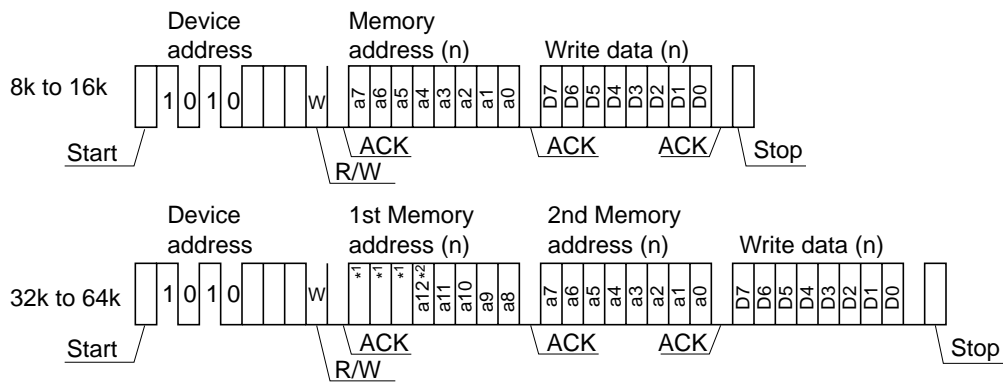 Device address
Memory address (n)
Write data (n)
8k to 16k
1 0 1 0 W a7 a6 a5 a4 a3 a2 a1 a0 D7 D6 D5 D4 D3 D2 D1 D0
Start ACK ACK ACK Stop
R/W
Device address
1st Memory address (n)
2nd Memory address (n)
Write data (n)
32k to 64k
1 0 1 0 W *1 *1 *1 a12*2 a11 a10 a9 a8 a7 a6 a5 a4 a3 a2 a1 a0 D7 D6 D5 D4 D3 D2 D1 D0
Start ACK ACK ACK Stop
R/W